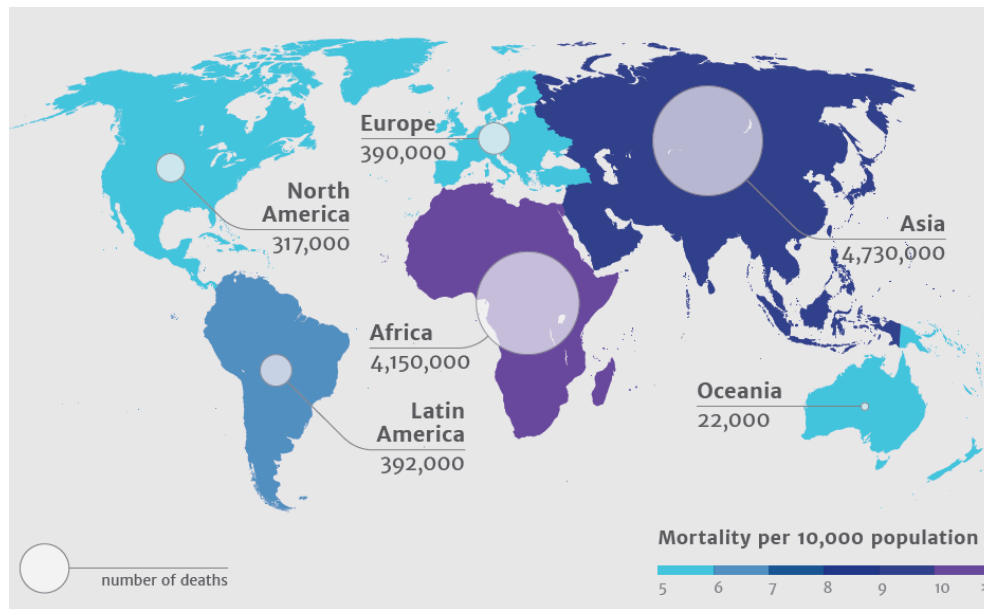 Europe
390,000
North
America
317,000
Asia
4,730,000
Africa
4,150,000
Oceania
22,000
Latin
America
392,000
Mortality per 10,000 population
number of deaths
5 6 7 8 9 10